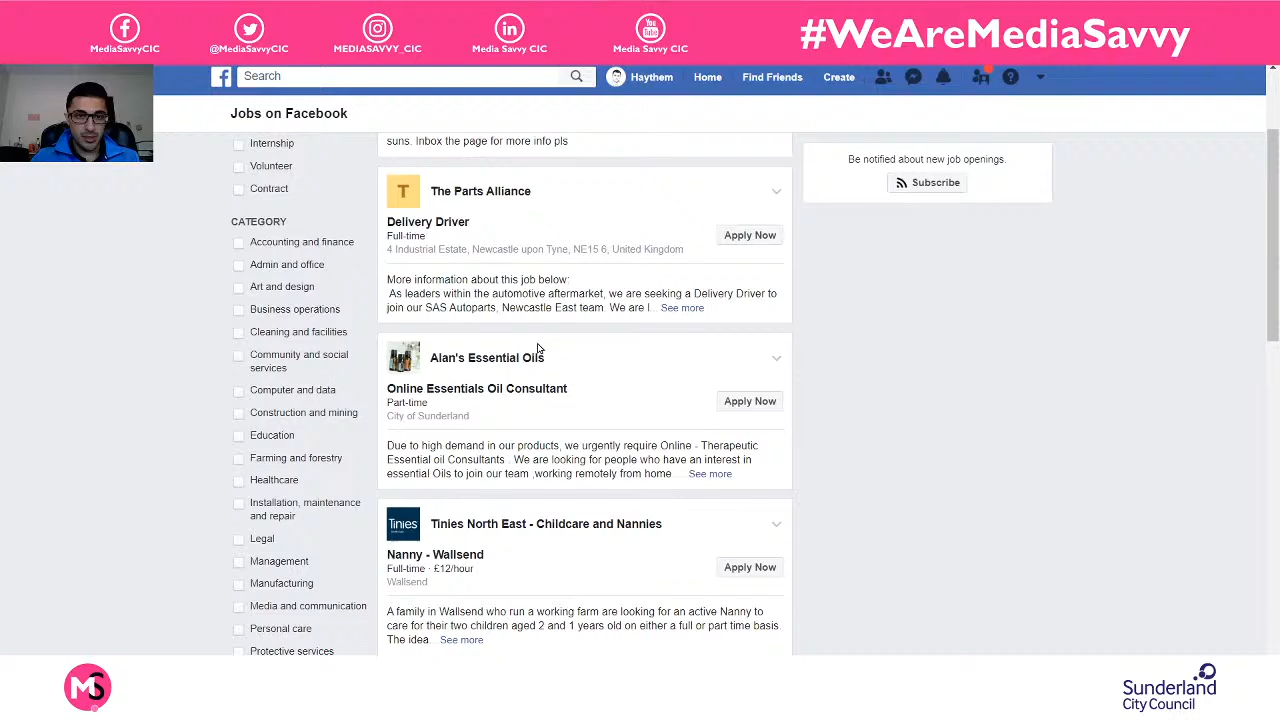 MediaSavvyCIC
@MediaSavvyCIC
MEDIASAVVY_CIC
Media Savvy CIC
You Tube
Media Savvy CIC
#WeAreMediaSavvy
Search
Haythem
Home
Find Friends
Create
Jobs on Facebook
Internship
Volunteer
Contract
CATEGORY
Accounting and finance
Admin and office
Art and design
Business operations
Cleaning and facilities
Community and social
services
Computer and data
Construction and mining
Education
Farming and forestry
Healthcare
Installation, maintenance
and repair
Legal
Management
Manufacturing
Media and communication
Personal care
Protective services
suns. Inbox the page for more info pls
T
The Parts Alliance
Delivery Driver
Full-time
4 Industrial Estate, Newcastle upon Tyne, NE15 6, United Kingdom
Apply Now
More information about this job below:
As leaders within the automotive aftermarket, we are seeking a Delivery Driver to
join our SAS Autoparts, Newcastle East team. We are l... See more
Alan's Essential Oils
Online Essentials Oil Consultant
Part-time
City of Sunderland
Apply Now
Due to high demand in our products, we urgently require Online - Therapeutic
Essential oil Consultants . We are looking for people who have an interest in
essential Oils to join our team ,working remotely from home ... See more
Tinies
Tinies North East - Childcare and Nannies
Nanny - Wallsend
Full-time · £12/hour
Wallsend
Apply Now
A family in Wallsend who run a working farm are looking for an active Nanny to
care for their two children aged 2 and 1 years old on either a full or part time basis.
The idea... See more
Be notified about new job openings.
Subscribe
MS
Sunderland
City Council